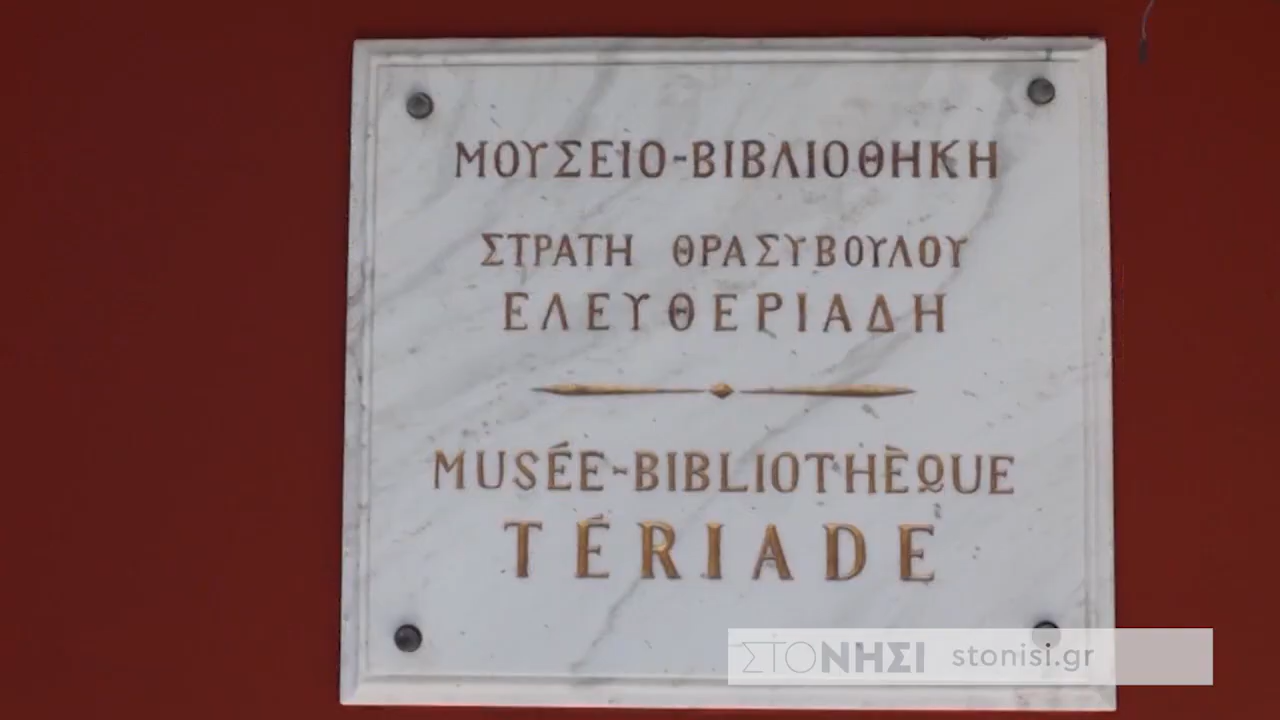 ΜΟΥΣΕΙΟ-ΒΙΒΛΙΟΘΗΚΗ
ΣΤΡΑΤΗ ΘΡΑΣΥΒΟΥΛΟΥ
ΕΛΕΥΘΕΡΙΑΔΗ
MUSÉE-BIBLIOTHÈQUE
TÉRIADE
ΣΤΟΝΗΣΙ stonisi.gr